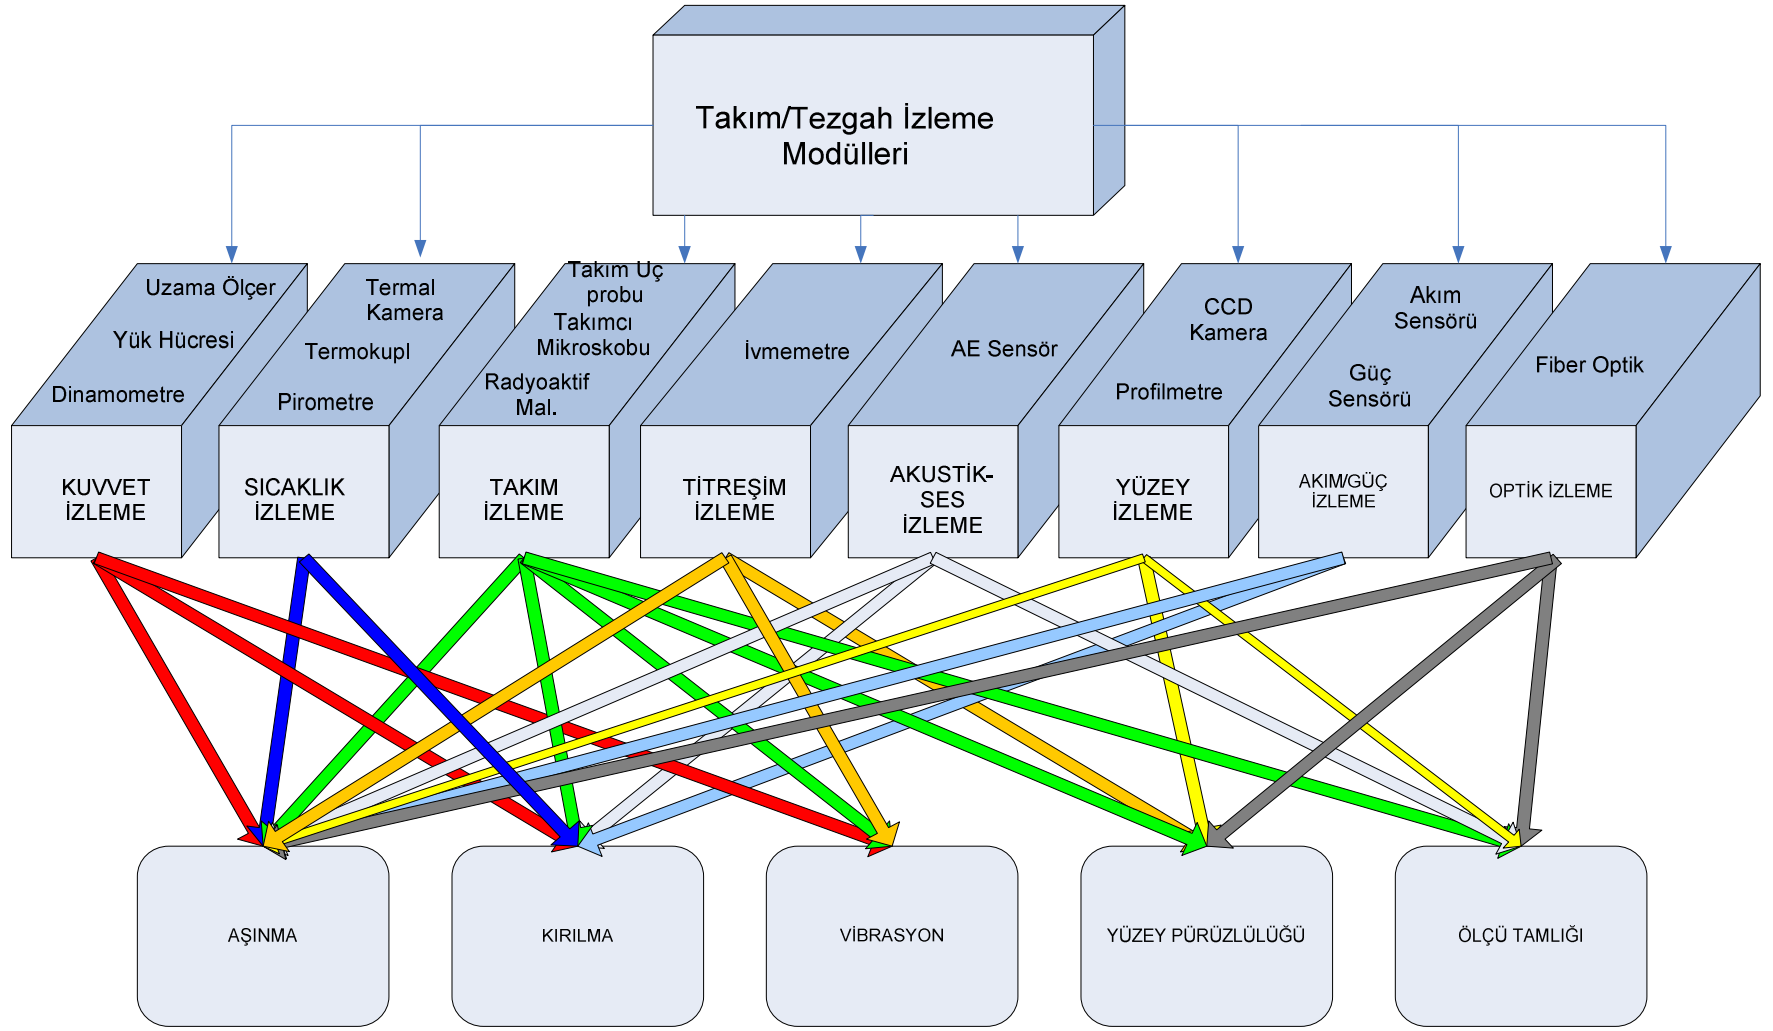 Takım/Tezgah İzleme
Modülleri
Uzama Ölçer
Yük Hücresi
Dinamometre
Termal
Kamera
Termokupl
Pirometre
Takım Uç
probu
Takımcı
Mikroskobu
Radyoaktif
Mal.
İvmemetre
AE Sensör
CCD
Kamera
Profilmetre
Akım
Sensörü
Güç
Sensörü
Fiber Optik
KUVVET
İZLEME
SICAKLIK
İZLEME
TAKIM
İZLEME
TİTREŞİM
İZLEME
AKUSTİK-
SES
İZLEME
YÜZEY
İZLEME
AKIM/GÜÇ
İZLEME
OPTİK İZLEME
AŞINMA
KIRILMA
VİBRASYON
YÜZEY PÜRÜZLÜLÜĞÜ
ÖLÇÜ TAMLIĞI